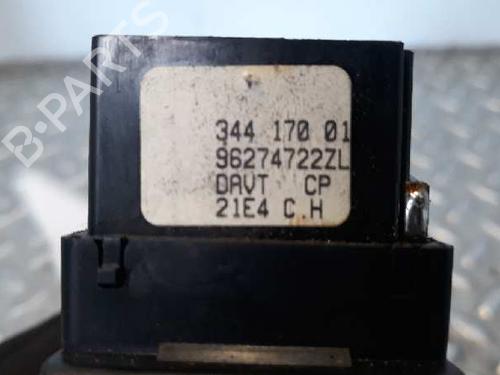 B-PARTS
344 170 01
96274722ZL
DAVT CP
21E4 C.H